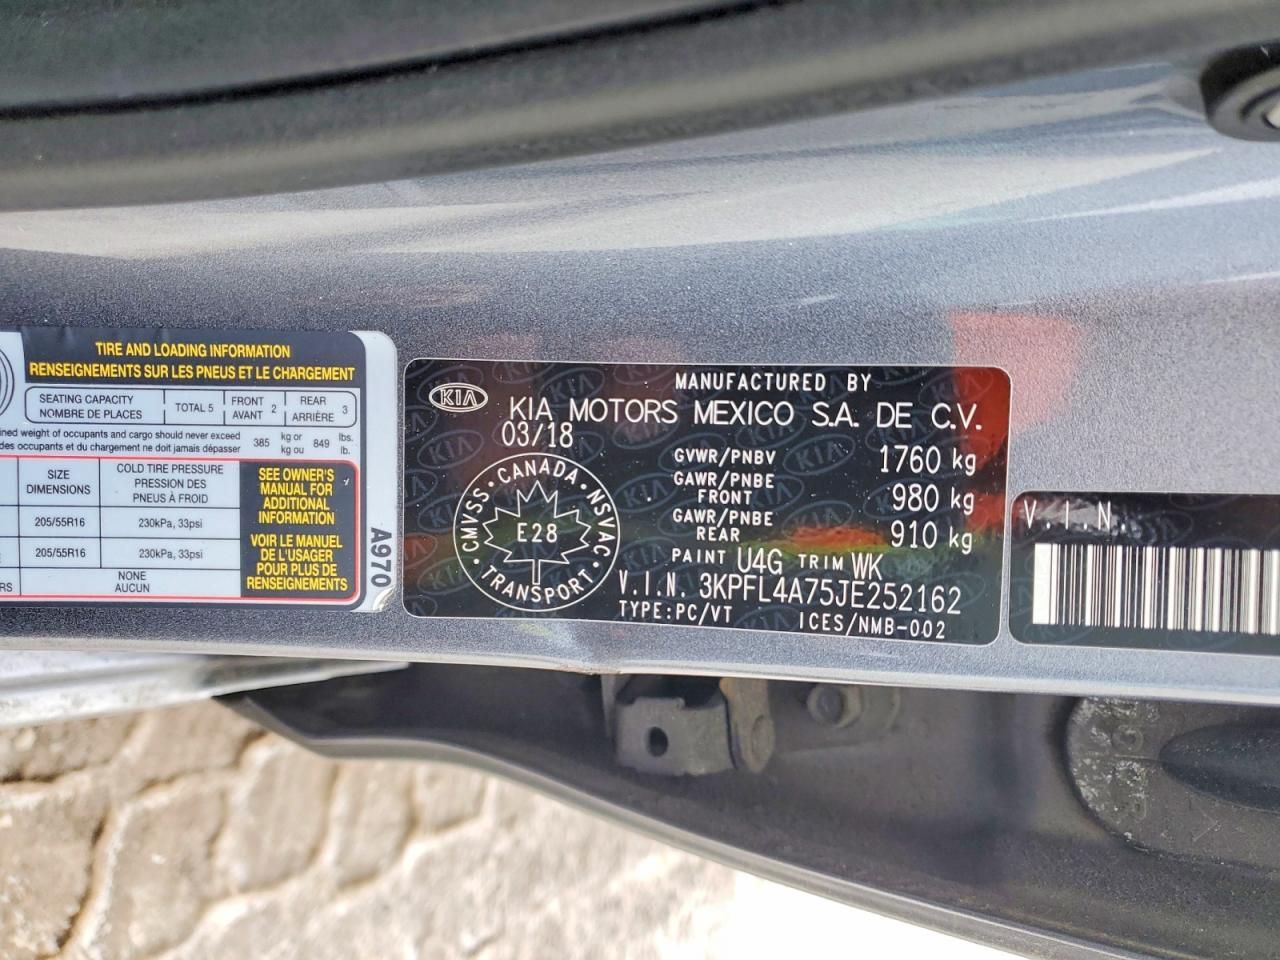 TIRE AND LOADING INFORMATION
RENSEIGNEMENTS SUR LES PNEUS ET LE CHARGEMENT
SEATING CAPACITY
NOMBRE DE PLACES
TOTAL 5
FRONT
AVANT 2
REAR
ARRIÈRE 3
ined weight of occupants and cargo should never exceed
des occupants et du chargement ne doit jamais dépasser
385 kg or
kg ou
849 lbs.
lb.
SIZE
DIMENSIONS
COLD TIRE PRESSURE
PRESSION DES
PNEUS À FROID
205/55R16 230kPa, 33psi
205/55R16 230kPa, 33psi
NONE
AUCUN
SEE OWNER'S
MANUAL FOR
ADDITIONAL
INFORMATION
VOIR LE MANUEL
DE L'USAGER
POUR PLUS DE
RENSEIGNEMENTS
A970
KIA
MANUFACTURED BY
KIA MOTORS MEXICO S.A. DE C.V.
03/18
GVWR/PNBV 1760 kg
GAWR/PNBE
FRONT 980 kg
GAWR/PNBE
REAR 910 kg
PAINT U4G TRIM WK
V.I.N. 3KPFL4A75JE252162
TYPE:PC/VT ICES/NMB-002
CMVSS · CANADA · NSVAC · TRANSPORT ·
E28
V.I.N